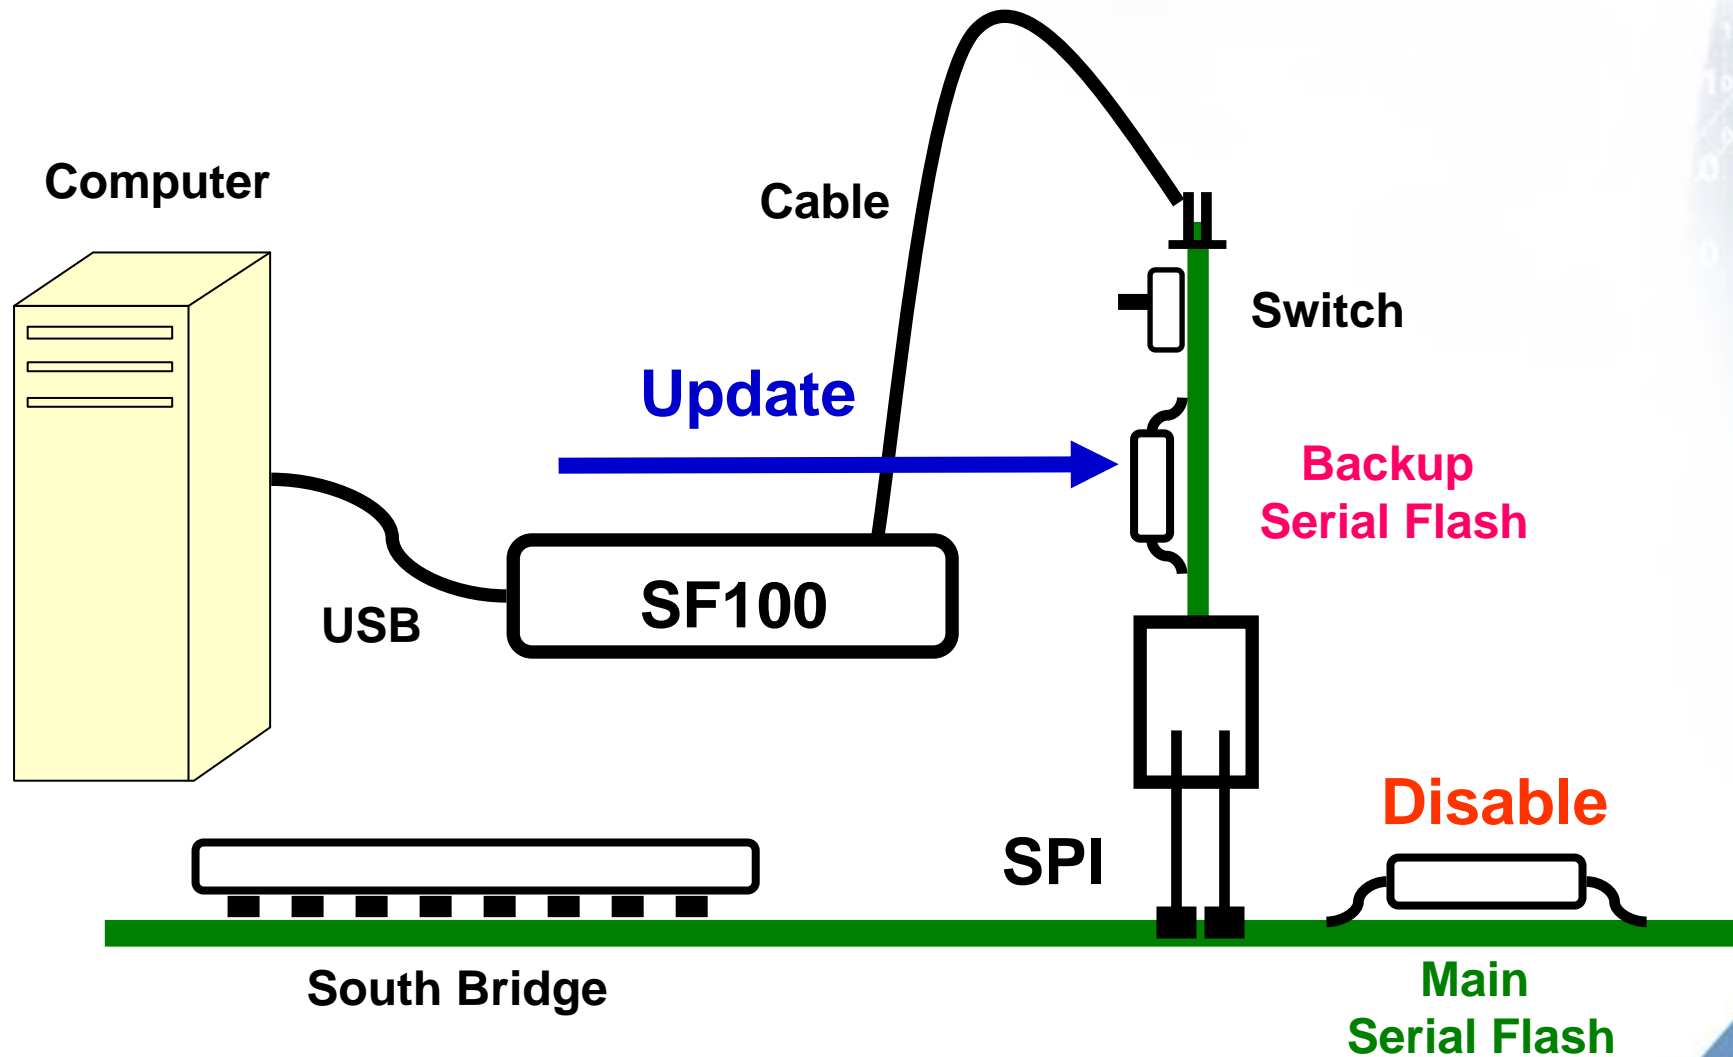 Computer
Cable
Switch
Update
Backup
Serial Flash
SF100
USB
Disable
SPI
South Bridge
Main
Serial Flash